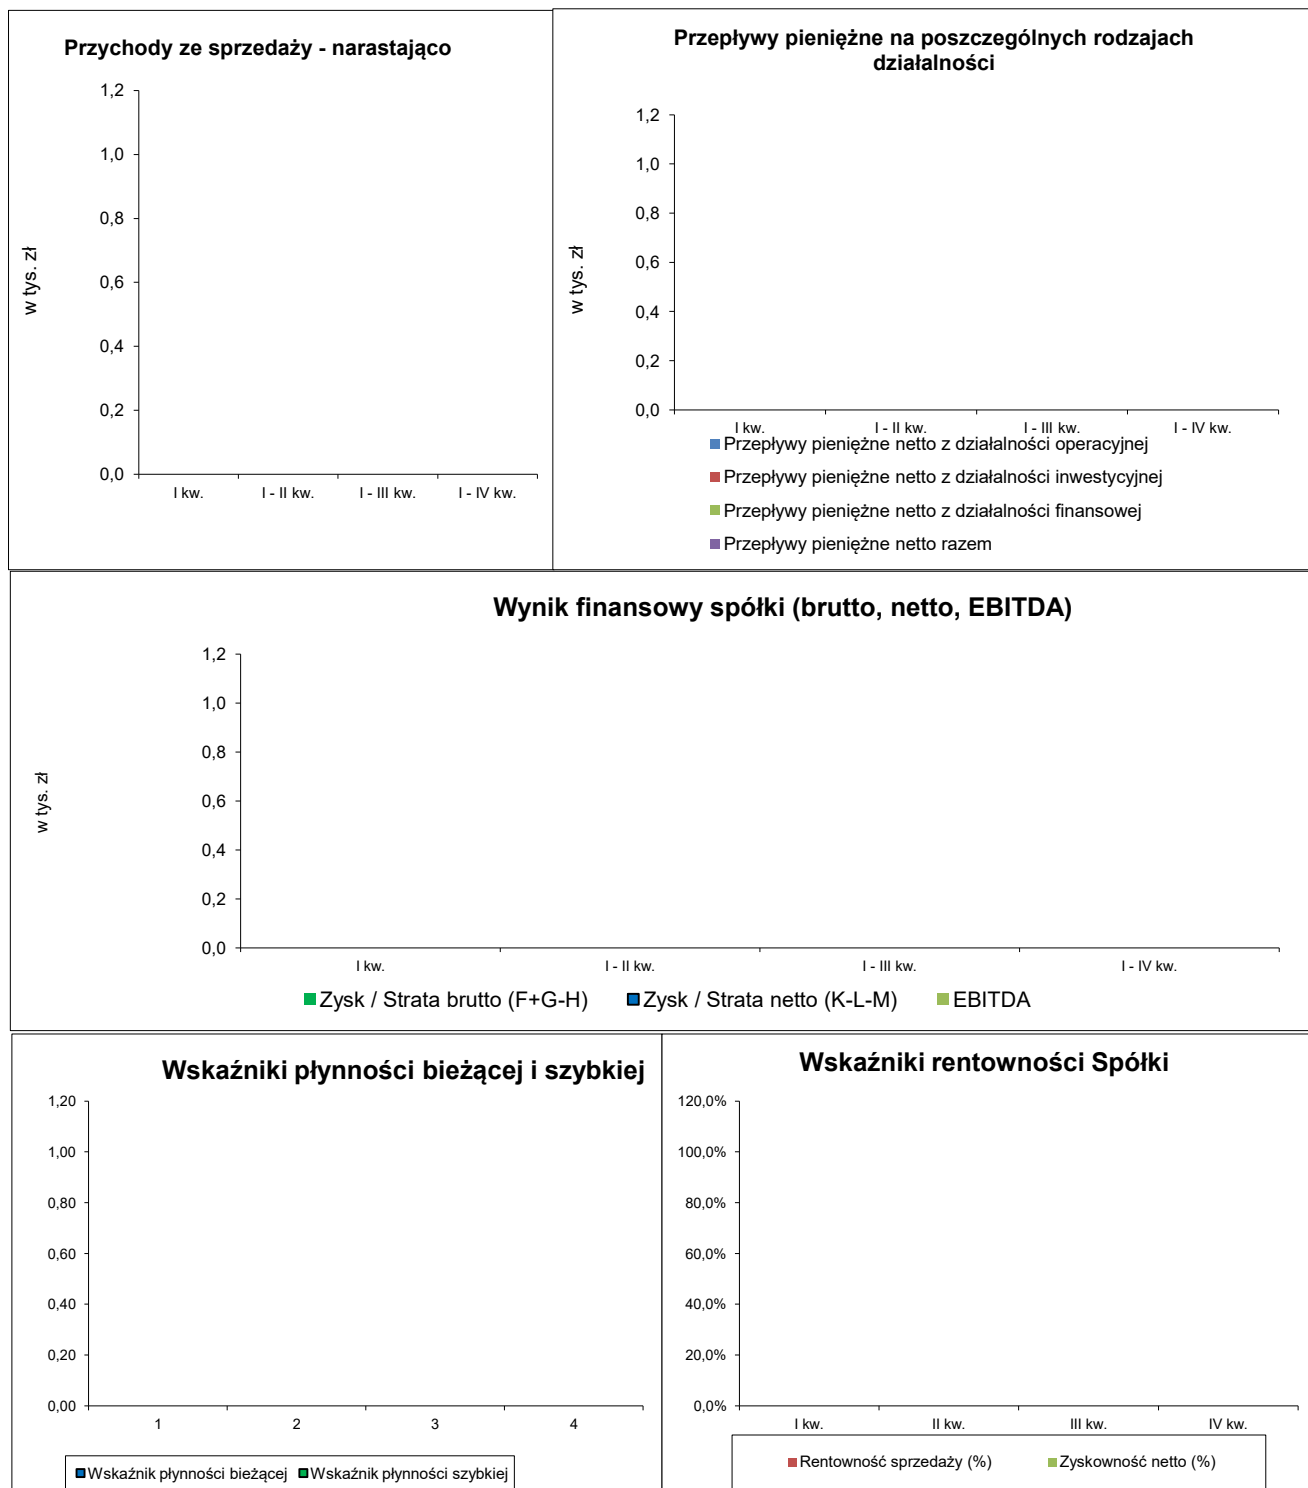 Przychody ze sprzedaży - narastająco
1,2
1,0
0,8
0,6
0,4
0,2
0,0
w tys. zł
I kw. I - II kw. I - III kw. I - IV kw.
Przepływy pieniężne na poszczególnych rodzajach
działalności
1,2
1,0
0,8
0,6
0,4
0,2
0,0
w tys. zł
I kw. I - II kw. I - III kw. I - IV kw.
Przepływy pieniężne netto z działalności operacyjnej
Przepływy pieniężne netto z działalności inwestycyjnej
Przepływy pieniężne netto z działalności finansowej
Przepływy pieniężne netto razem
Wynik finansowy spółki (brutto, netto, EBITDA)
1,2
1,0
0,8
0,6
0,4
0,2
0,0
w tys. zł
I kw. I - II kw. I - III kw. I - IV kw.
Zysk / Strata brutto (F+G-H) Zysk / Strata netto (K-L-M) EBITDA
Wskaźniki płynności bieżącej i szybkiej
1,20
1,00
0,80
0,60
0,40
0,20
0,00
1 2 3 4
Wskaźnik płynności bieżącej Wskaźnik płynności szybkiej
Wskaźniki rentowności Spółki
120,0%
100,0%
80,0%
60,0%
40,0%
20,0%
0,0%
I kw. II kw. III kw. IV kw.
Rentowność sprzedaży (%) Zyskowność netto (%)